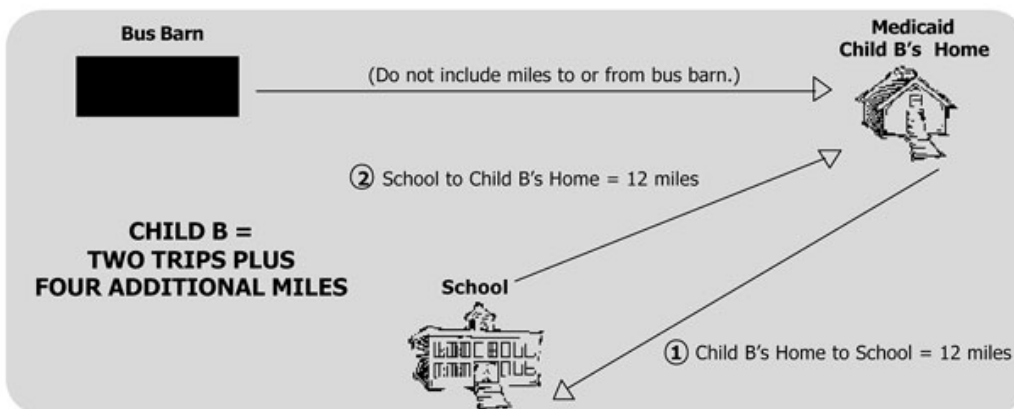 Bus Barn
Medicaid
Child B's Home
(Do not include miles to or from bus barn.)
② School to Child B's Home = 12 miles
CHILD B =
TWO TRIPS PLUS
FOUR ADDITIONAL MILES
School
① Child B's Home to School = 12 miles